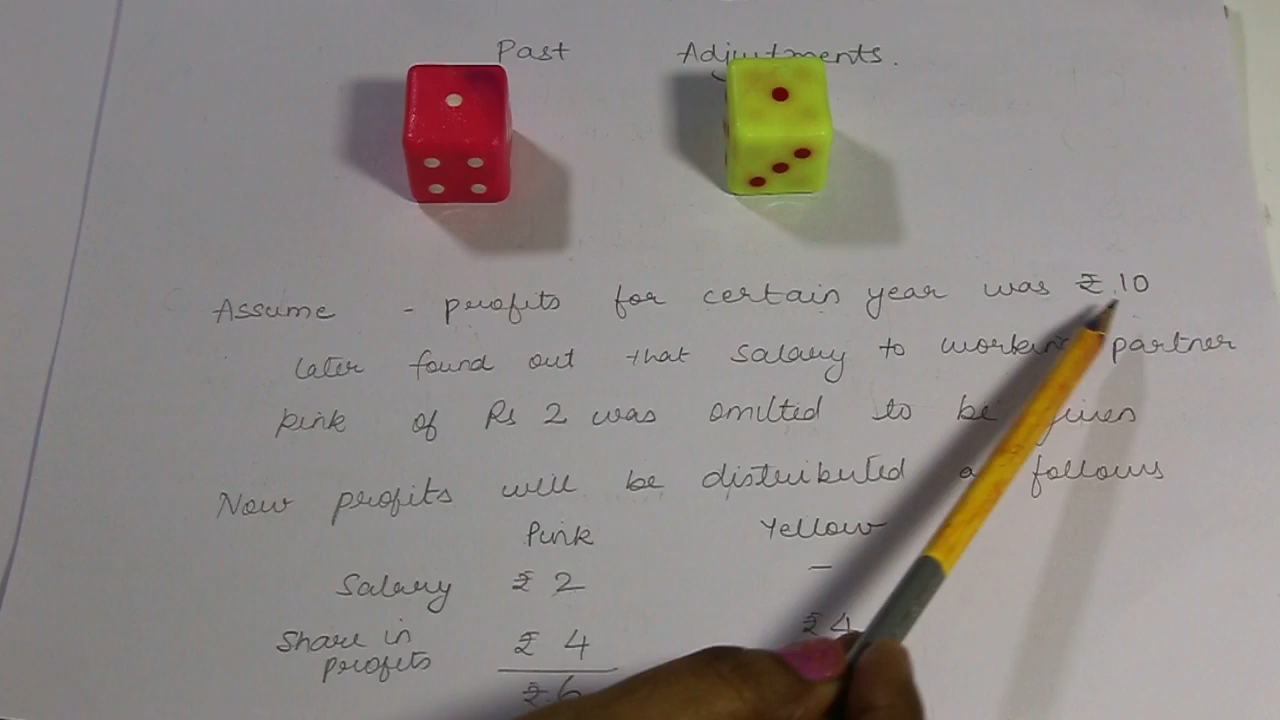 Past Adjustments.
Assume - profits for certain year was ₹.10
later found out that salary to working partner
pink of Rs 2 was omitted to be given
Now profits will be distributed as follows
Pink Yellow
Salary ₹ 2 —
Share in profits ₹ 4 ₹ 4
₹.6